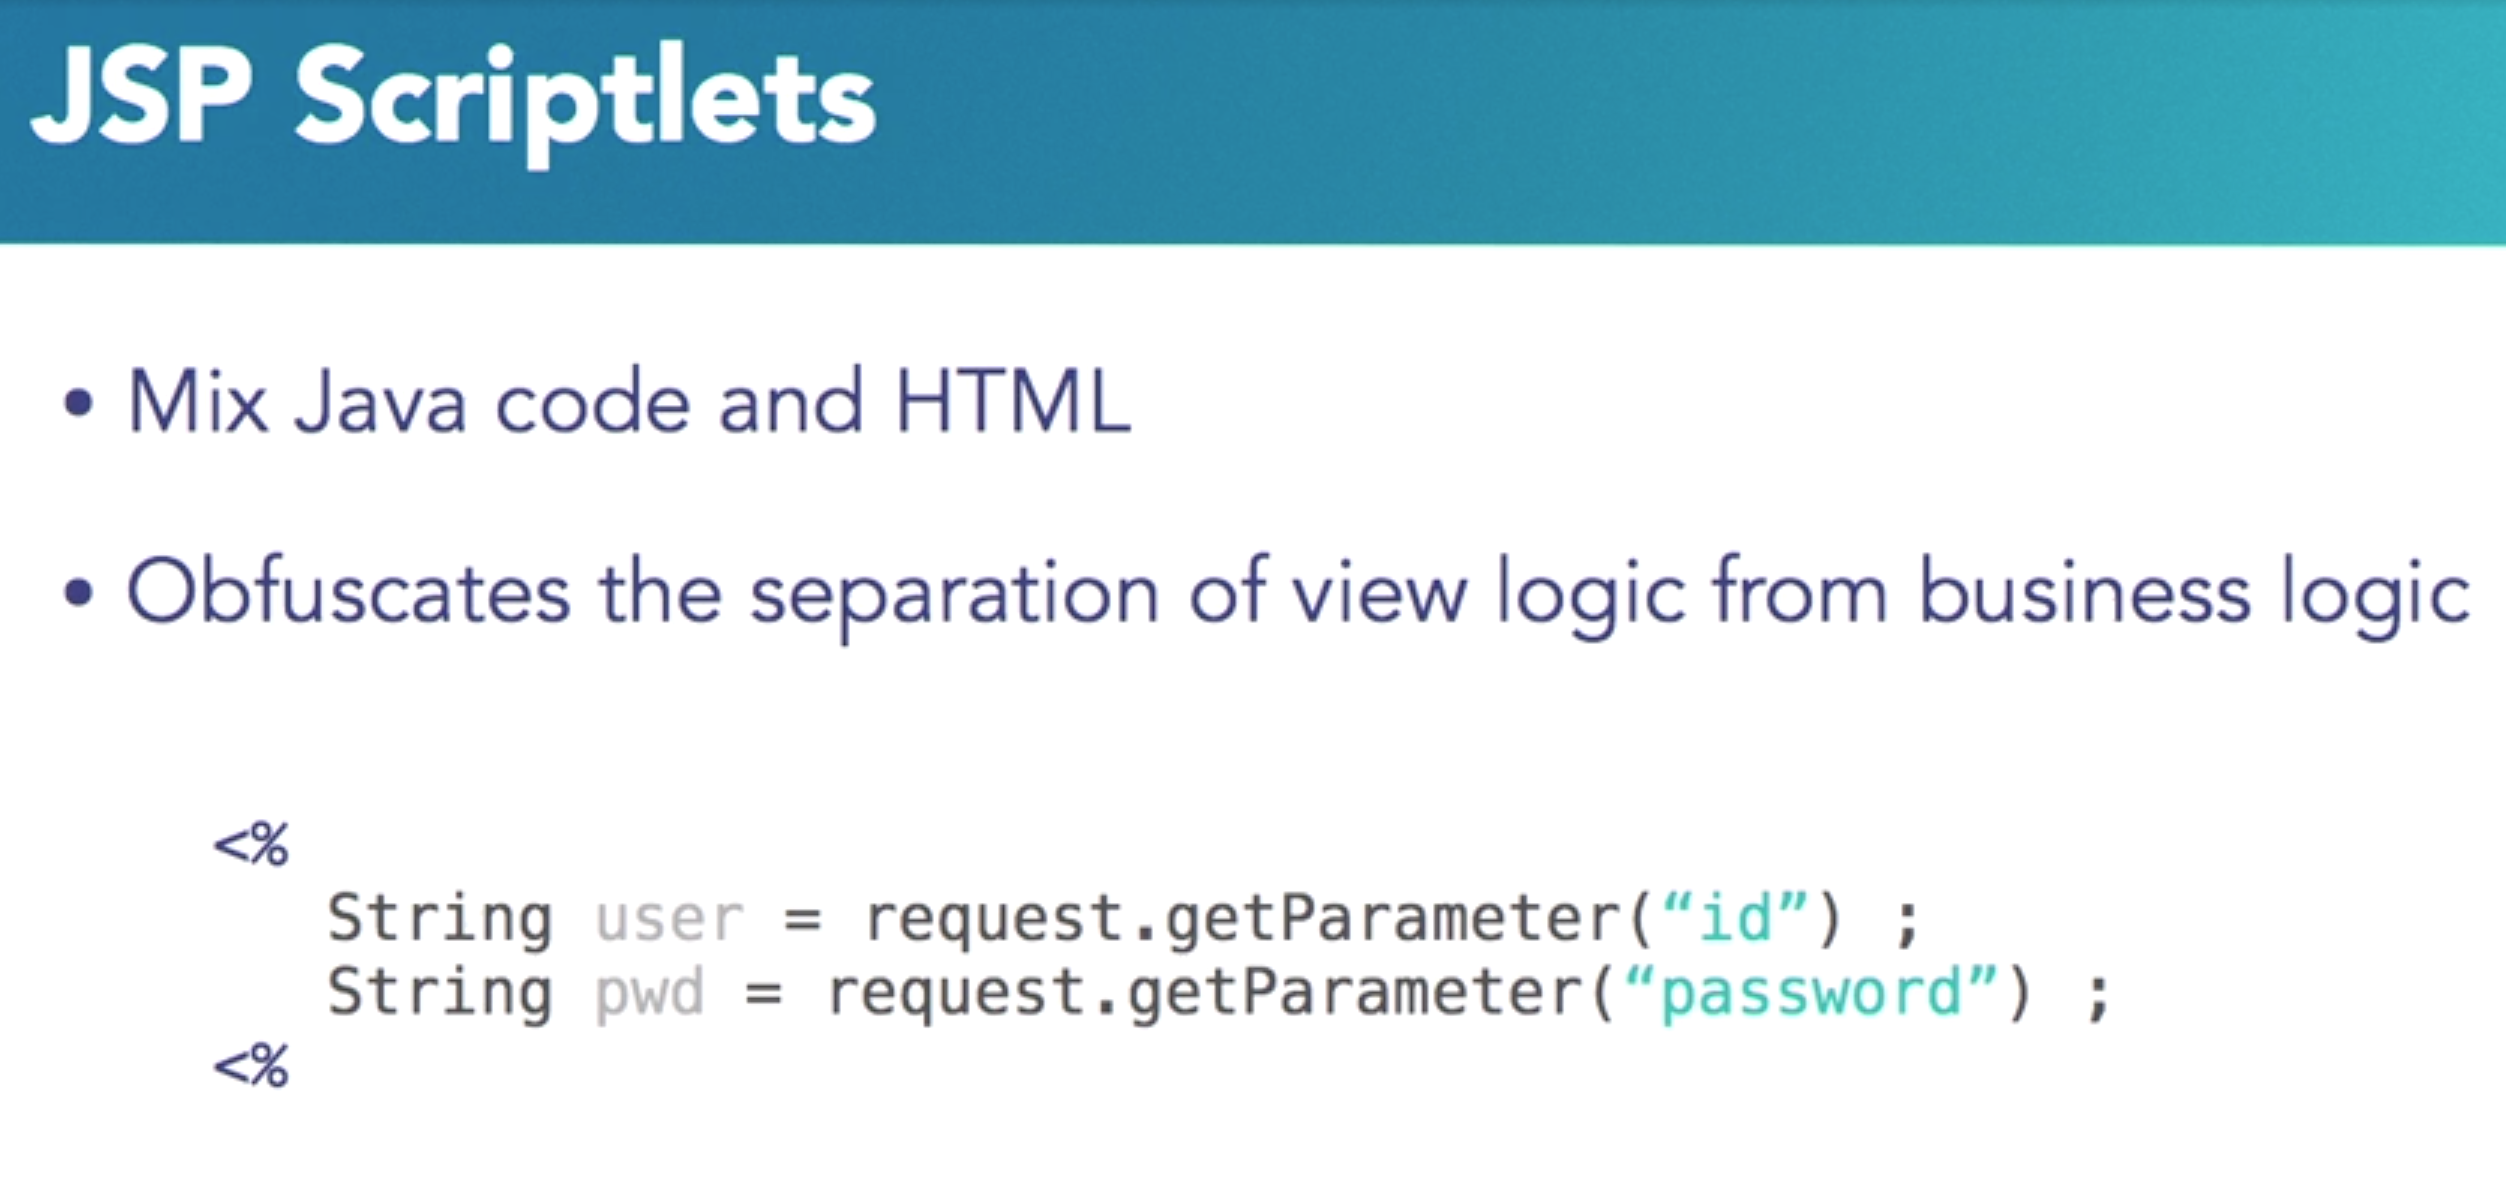 JSP Scriptlets
• Mix Java code and HTML
• Obfuscates the separation of view logic from business logic
<%
String user = request.getParameter(“id”) ;
String pwd = request.getParameter(“password”) ;
<%